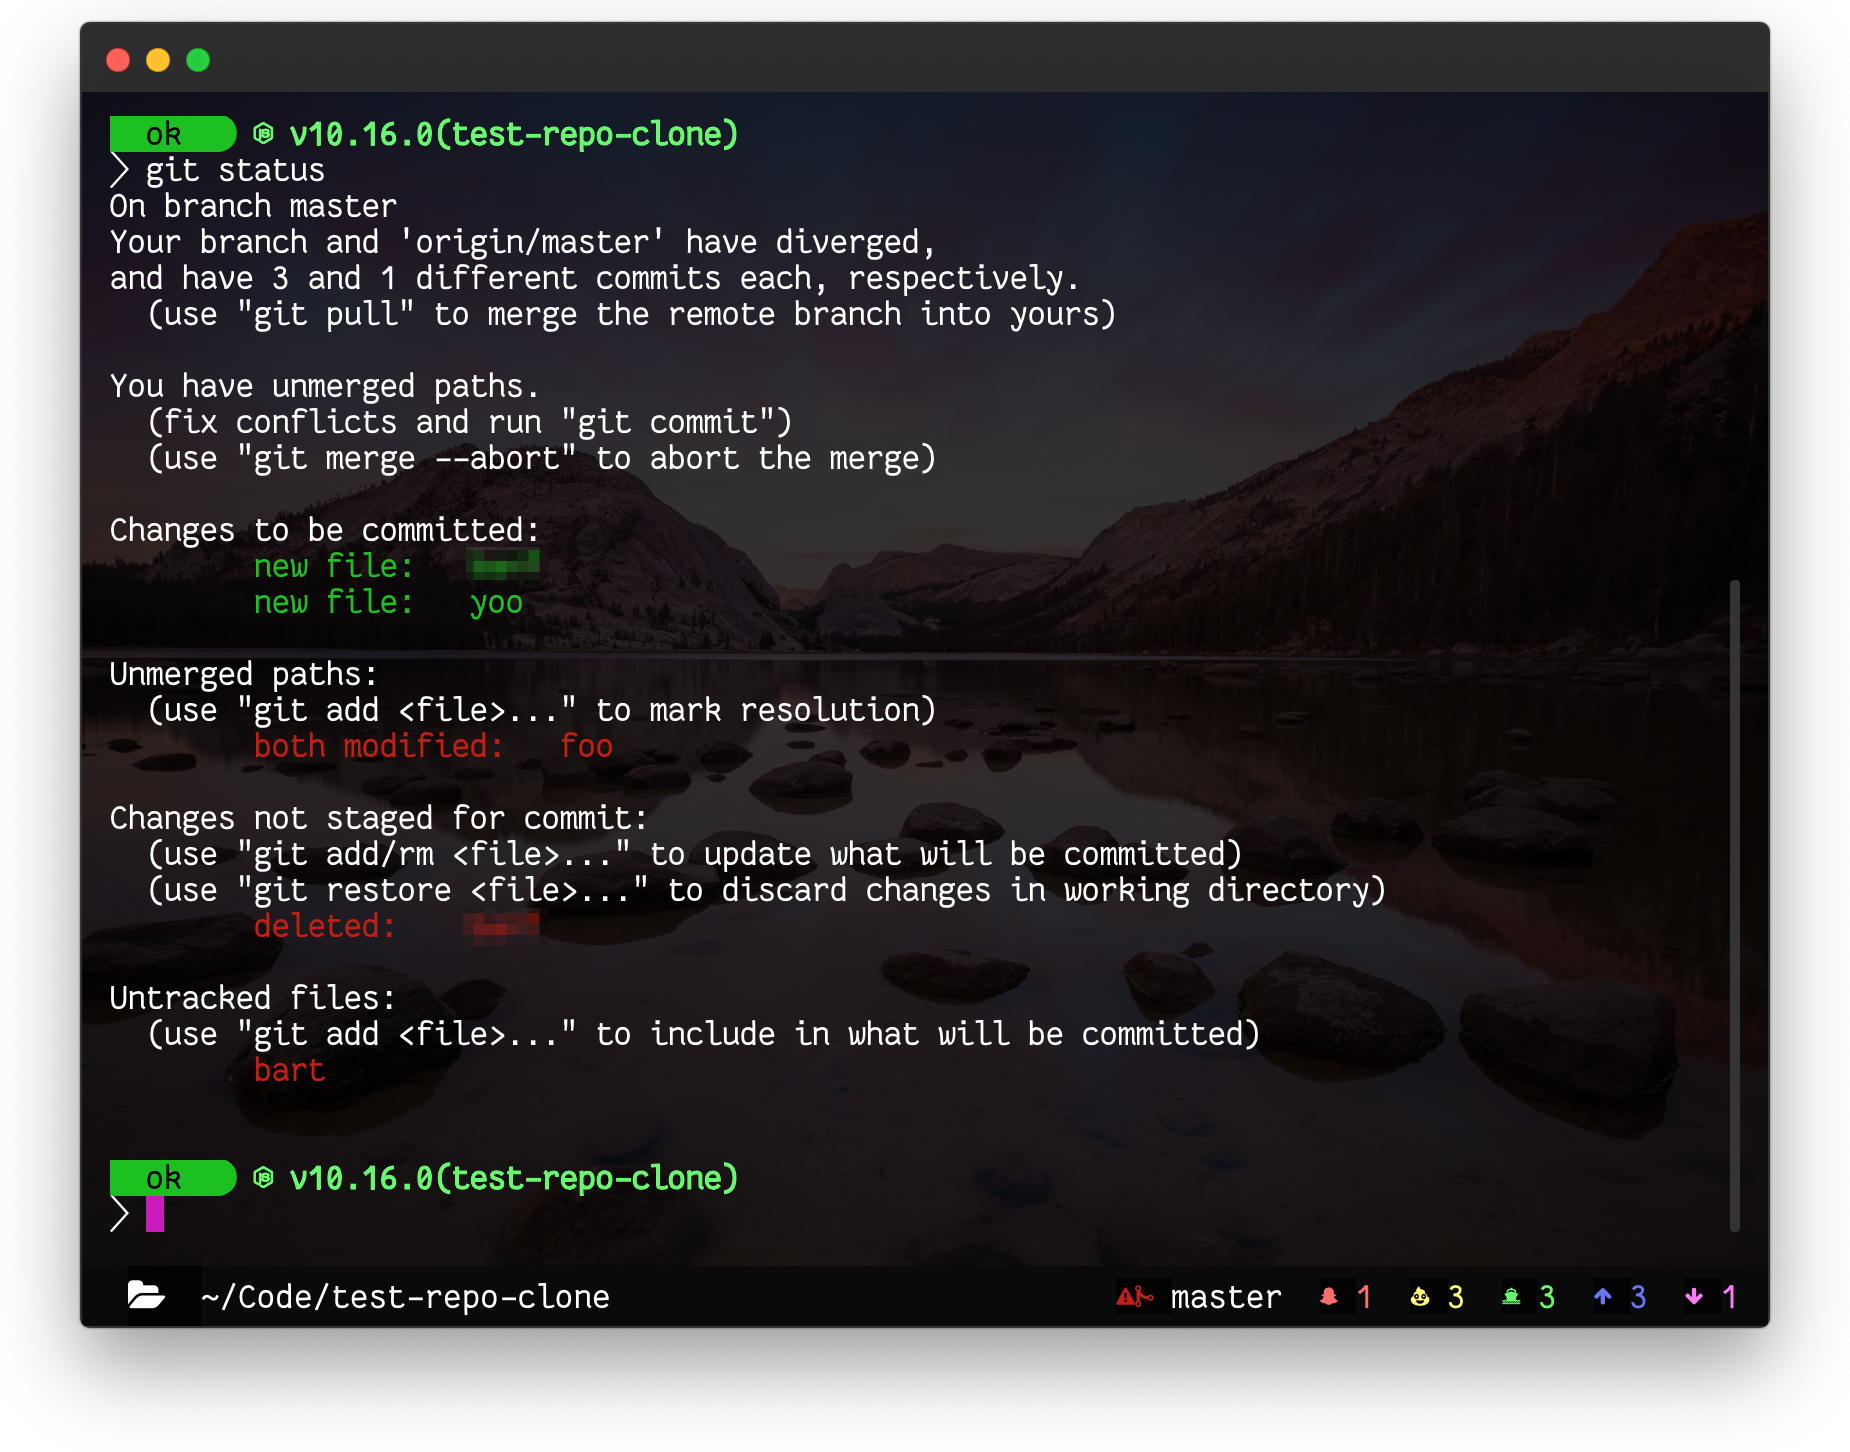 ok v10.16.0(test-repo-clone)
git status
On branch master
Your branch and 'origin/master' have diverged,
and have 3 and 1 different commits each, respectively.
(use "git pull" to merge the remote branch into yours)
You have unmerged paths.
(fix conflicts and run "git commit")
(use "git merge --abort" to abort the merge)
Changes to be committed:
new file:
new file: yoo
Unmerged paths:
(use "git add <file>..." to mark resolution)
both modified: foo
Changes not staged for commit:
(use "git add/rm <file>..." to update what will be committed)
(use "git restore <file>..." to discard changes in working directory)
deleted:
Untracked files:
(use "git add <file>..." to include in what will be committed)
bart
ok v10.16.0(test-repo-clone)
~/Code/test-repo-clone master 1 3 3 ↑ 3 ↓ 1